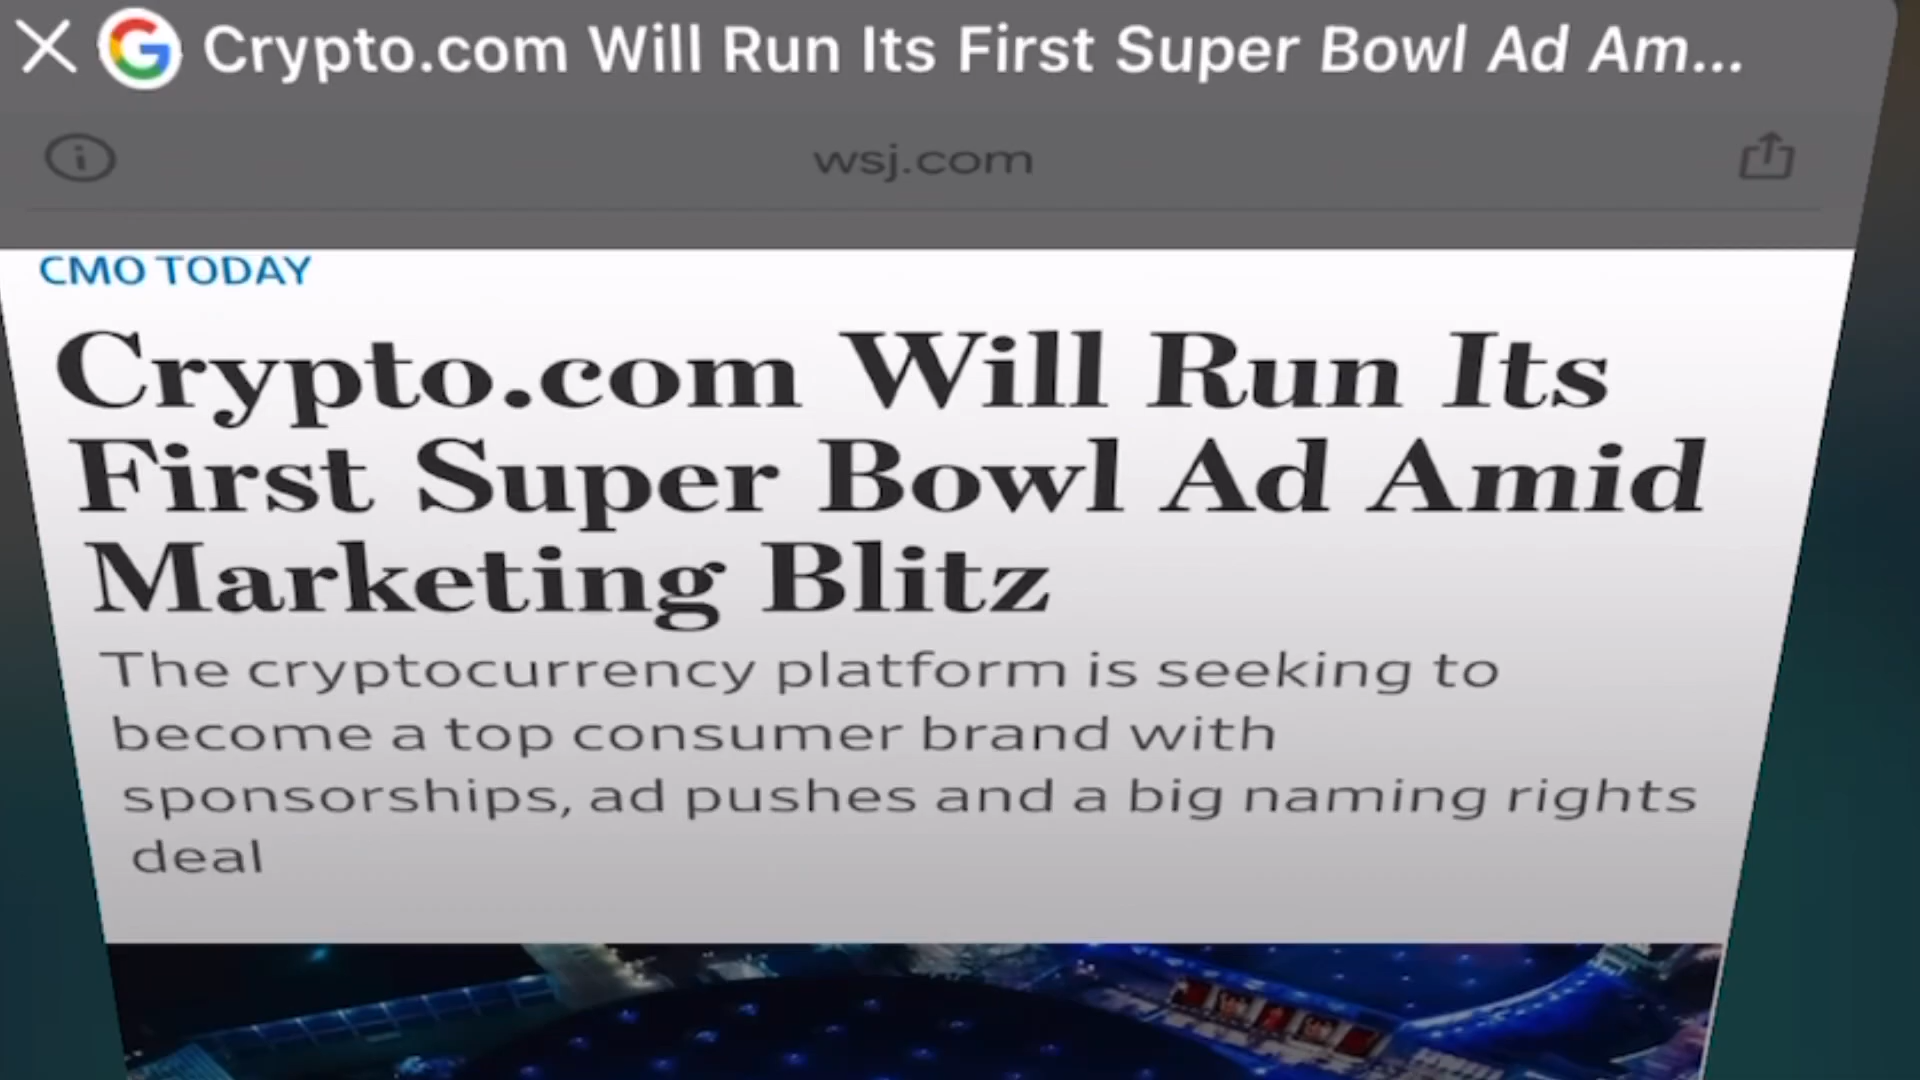 Crypto.com Will Run Its First Super Bowl Ad Am...
wsj.com
CMO TODAY
Crypto.com Will Run Its
First Super Bowl Ad Amid
Marketing Blitz
The cryptocurrency platform is seeking to
become a top consumer brand with
sponsorships, ad pushes and a big naming rights
deal